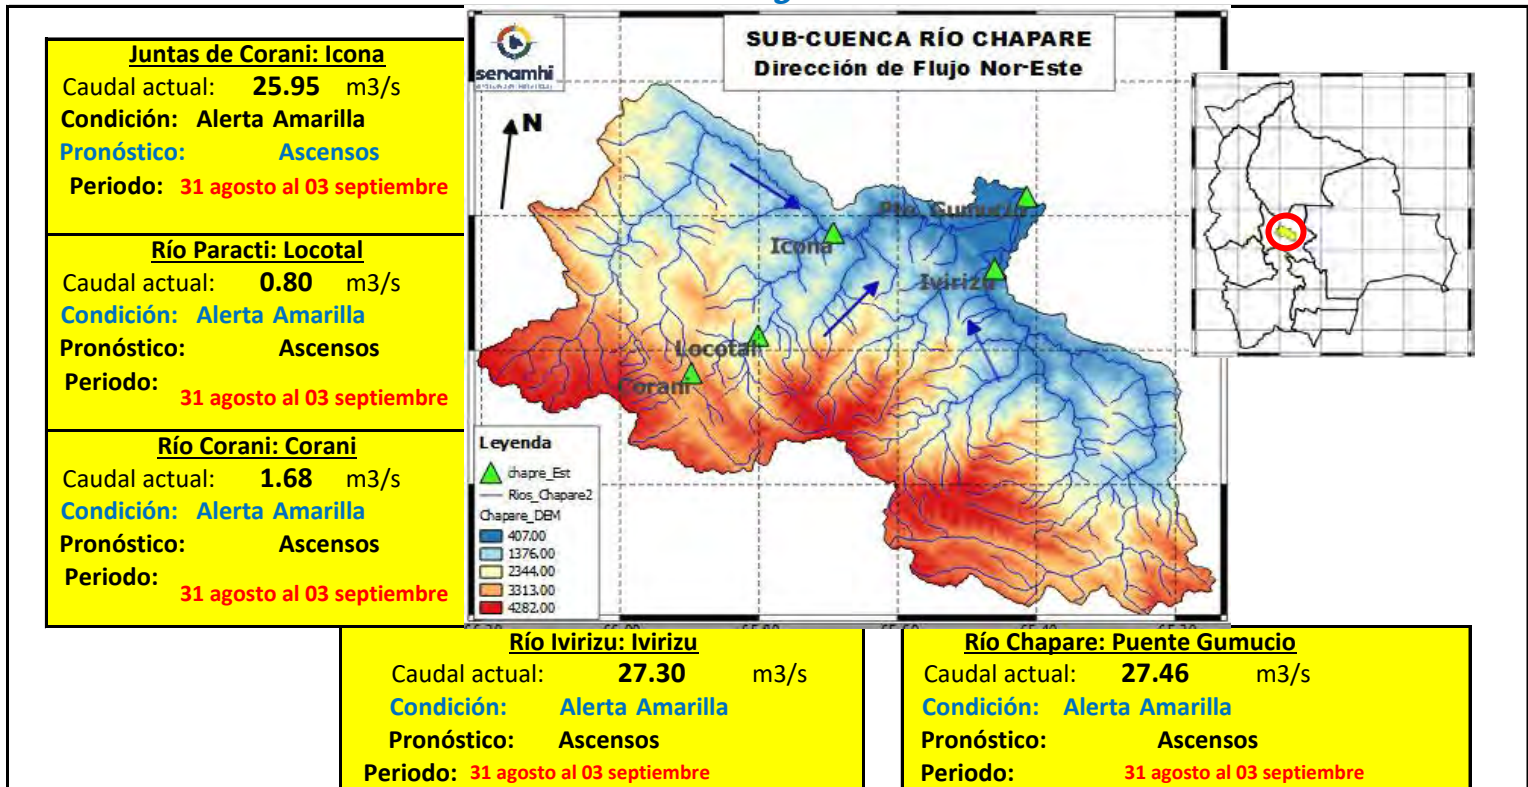 Juntas de Corani: Icona
Caudal actual: 25.95 m3/s
Condición: Alerta Amarilla
Pronóstico: Ascensos
Periodo: 31 agosto al 03 septiembre
Río Paracti: Locotal
Caudal actual: 0.80 m3/s
Condición: Alerta Amarilla
Pronóstico: Ascensos
Periodo:
31 agosto al 03 septiembre
Río Corani: Corani
Caudal actual: 1.68 m3/s
Condición: Alerta Amarilla
Pronóstico: Ascensos
Periodo:
31 agosto al 03 septiembre
senamhi
SUB-CUENCA RÍO CHAPARE
Dirección de Flujo Nor-Este
N
Pte. Gumucio
Icona
Ivirizu
Locotal
Corani
Leyenda
chapre_Est
Rios_Chapare2
Chapare_DEM
407.00
1376.00
2344.00
3313.00
4282.00
Río Ivirizu: Ivirizu
Caudal actual: 27.30 m3/s
Condición: Alerta Amarilla
Pronóstico: Ascensos
Periodo: 31 agosto al 03 septiembre
Río Chapare: Puente Gumucio
Caudal actual: 27.46 m3/s
Condición: Alerta Amarilla
Pronóstico: Ascensos
Periodo: 31 agosto al 03 septiembre